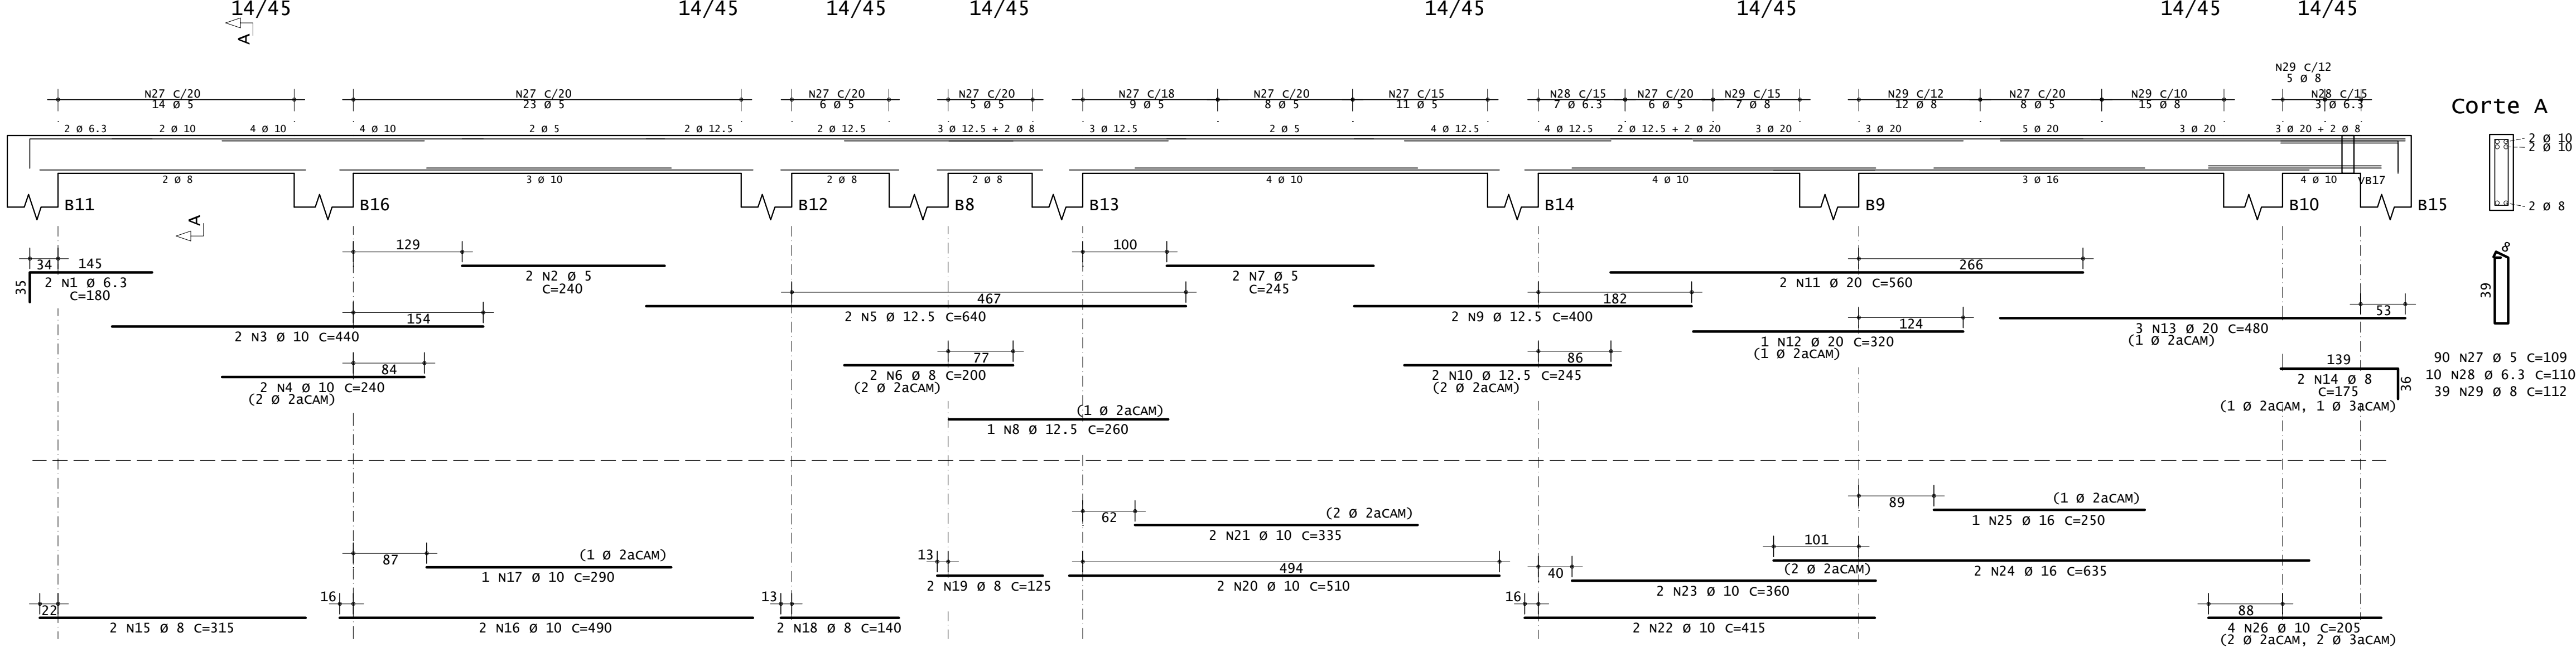 14/45 14/45 14/45 14/45 14/45 14/45 14/45 14/45
A
N29 C/12
5 Ø 8
N27 C/20 N27 C/20 N27 C/20 N27 C/20 N27 C/18 N27 C/20 N27 C/15 N28 C/15 N27 C/20 N29 C/15 N29 C/12 N27 C/20 N29 C/10 N28 C/15
14 Ø 5 23 Ø 5 6 Ø 5 5 Ø 5 9 Ø 5 8 Ø 5 11 Ø 5 7 Ø 6.3 6 Ø 5 7 Ø 8 12 Ø 8 8 Ø 5 15 Ø 8 3 Ø 6.3
Corte A
2 Ø 6.3 2 Ø 10 4 Ø 10 4 Ø 10 2 Ø 5 2 Ø 12.5 2 Ø 12.5 3 Ø 12.5 + 2 Ø 8 3 Ø 12.5 2 Ø 5 4 Ø 12.5 4 Ø 12.5 2 Ø 12.5 + 2 Ø 20 3 Ø 20 3 Ø 20 5 Ø 20 3 Ø 20 3 Ø 20 + 2 Ø 8
2 Ø 10
2 Ø 10
2 Ø 8 3 Ø 10 2 Ø 8 2 Ø 8 4 Ø 10 4 Ø 10 3 Ø 16 4 Ø 10 VB17
B11 B16 B12 B8 B13 B14 B9 B10 B15
2 Ø 8
A
129 100
34 145 266
2 N2 Ø 5 2 N7 Ø 5
C=240 C=245
35
2 N1 Ø 6.3 2 N11 Ø 20 C=560
C=180
8
39
467 182 53
2 N5 Ø 12.5 C=640 2 N9 Ø 12.5 C=400
154 124
2 N3 Ø 10 C=440 3 N13 Ø 20 C=480
(1 Ø 2aCAM)
1 N12 Ø 20 C=320
(1 Ø 2aCAM)
77 86 139
84
2 N6 Ø 8 C=200 2 N10 Ø 12.5 C=245 2 N14 Ø 8
(2 Ø 2aCAM) (2 Ø 2aCAM) C=175
36
2 N4 Ø 10 C=240
(2 Ø 2aCAM)
90 N27 Ø 5 C=109
10 N28 Ø 6.3 C=110
39 N29 Ø 8 C=112
(1 Ø 2aCAM) (1 Ø 2aCAM, 1 Ø 3aCAM)
1 N8 Ø 12.5 C=260
89 (1 Ø 2aCAM)
62 (2 Ø 2aCAM)
1 N25 Ø 16 C=250
2 N21 Ø 10 C=335
101
87 (1 Ø 2aCAM) 13 494 40 (2 Ø 2aCAM)
1 N17 Ø 10 C=290 2 N24 Ø 16 C=635
2 N19 Ø 8 C=125 2 N20 Ø 10 C=510
2 N23 Ø 10 C=360
22 16 13 16 88
2 N15 Ø 8 C=315 2 N16 Ø 10 C=490 2 N18 Ø 8 C=140 2 N22 Ø 10 C=415 4 N26 Ø 10 C=205
(2 Ø 2aCAM, 2 Ø 3aCAM)